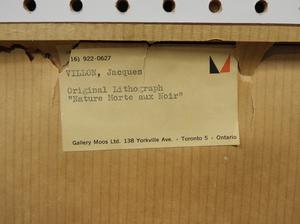 (16) 922-0627
VILLON, Jacques
Original Lithograph
"Nature Morte aux Noir"
Gallery Moos Ltd. 138 Yorkville Ave. - Toronto 5 - Ontario